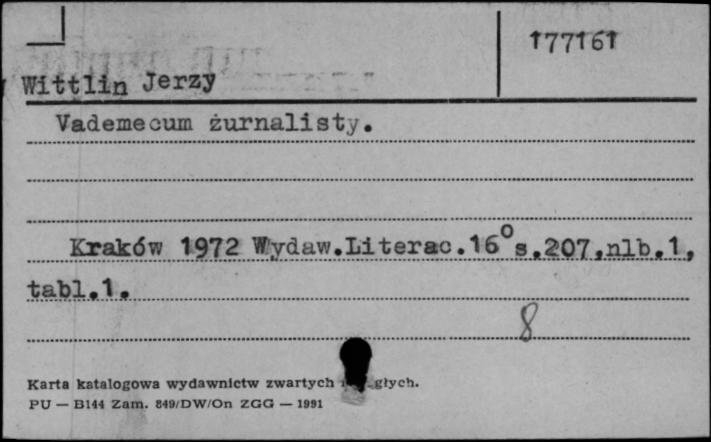 177161
Wittlin Jerzy
Vademecum żurnalisty.
Kraków 1972 Wydaw.Literac.16° s.207,nlb.1,
tabl.1.
8
Karta katalogowa wydawnictw zwartych
PU — B144 Zam. 849/DW/On ZGG — 1991